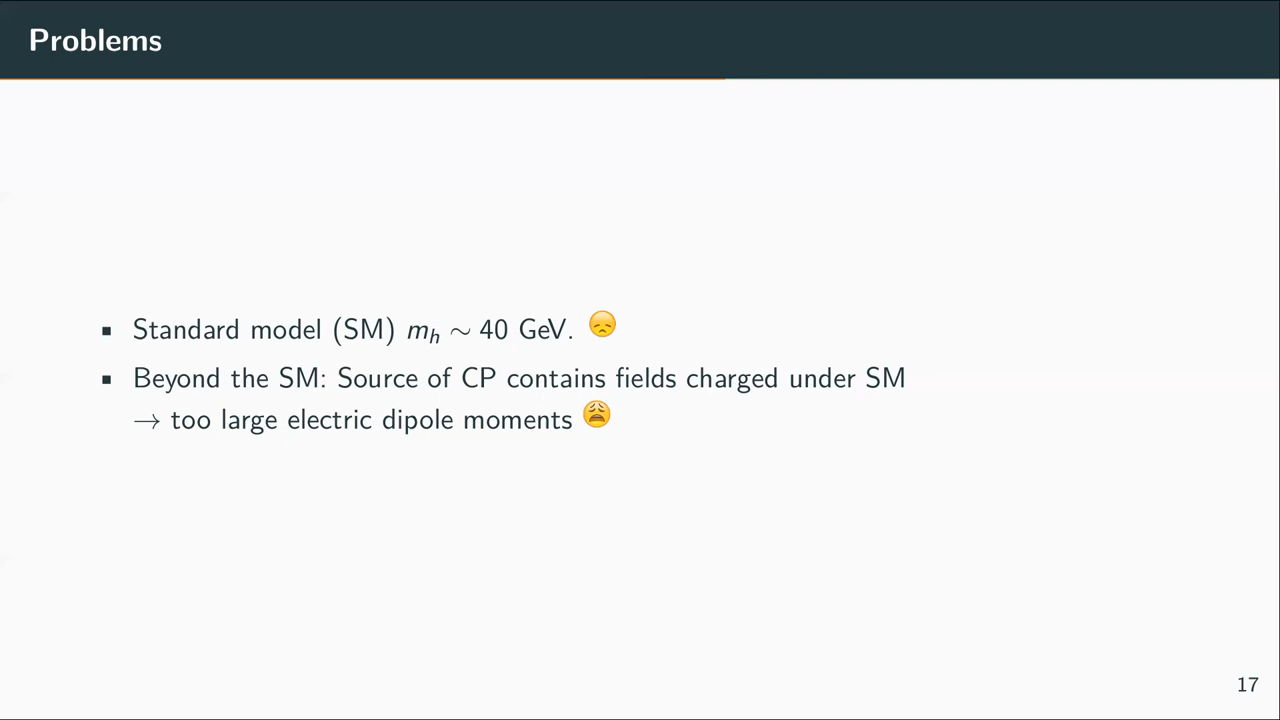 Problems
▪ Standard model (SM) mₕ ∼ 40 GeV. 😞
▪ Beyond the SM: Source of CP contains fields charged under SM
→ too large electric dipole moments 😩
17